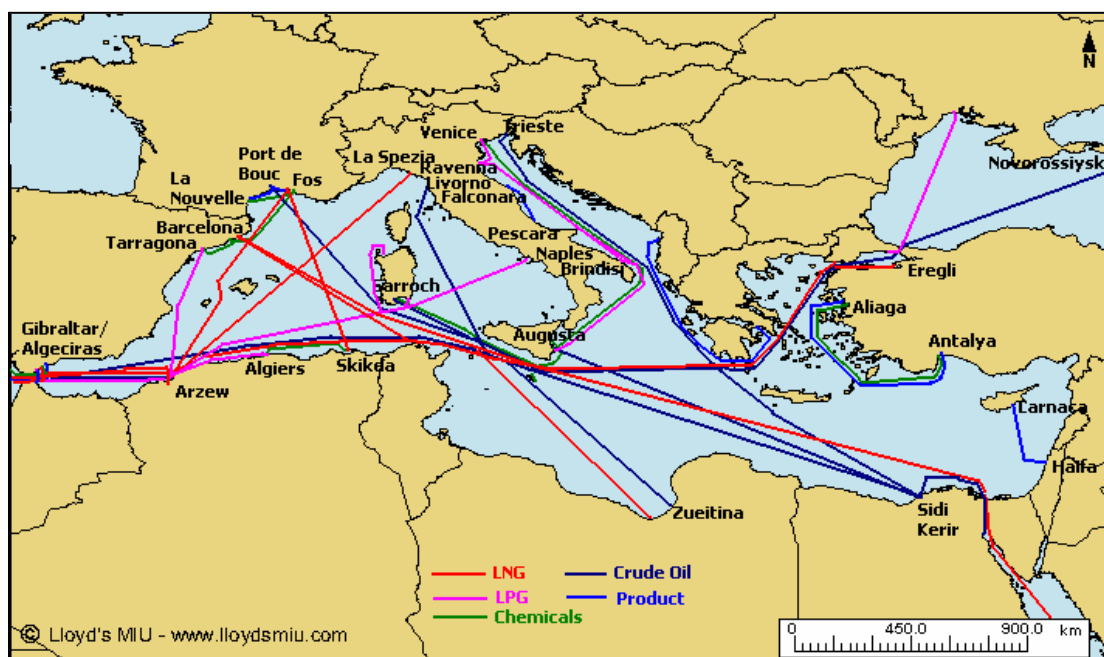 N
Venice
Trieste
Port de
Bouc
La Spezia
Novorossiysk
La
Nouvelle
Fos
Ravenna
Livorno
Falconara
Barcelona
Tarragona
Pescara
Naples
Brindisi
Eregli
Sarroch
Aliaga
Gibraltar/
Algeciras
Augusta
Antalya
Algiers
Skikda
Arzew
Larnaca
Haifa
Zueitina
Sidi
Kerir
LNG
Crude Oil
LPG
Product
Chemicals
© Lloyd's MIU - www.lloydsmiu.com
0 450.0 900.0 km